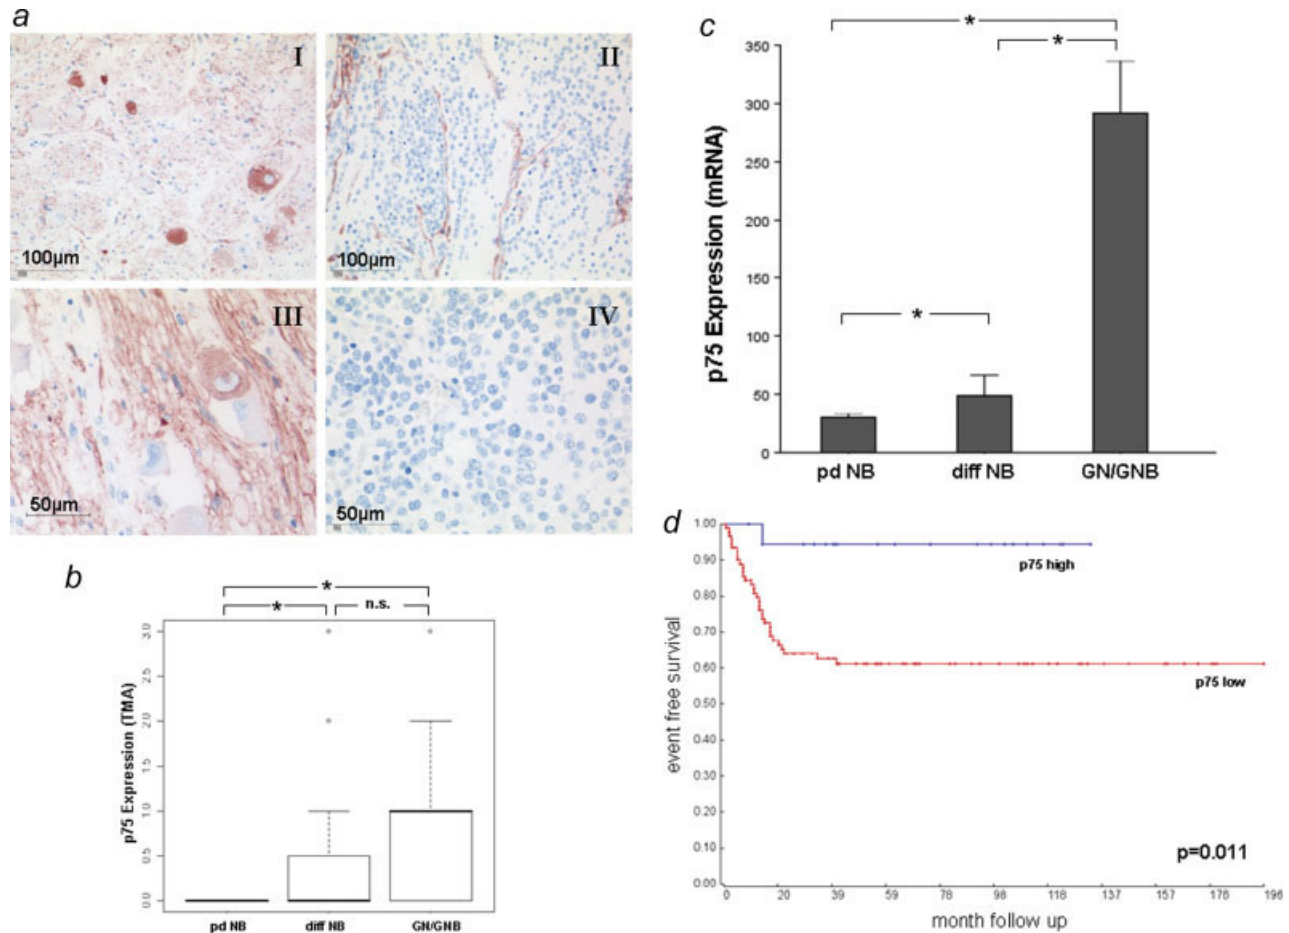 a
I
100µm
II
100µm
III
50µm
IV
50µm
b
*
*
n.s.
p75 Expression (TMA)
3.0
2.5
2.0
1.5
1.0
0.5
0.0
pd NB
diff NB
GN/GNB
c
*
*
*
p75 Expression (mRNA)
350
300
250
200
150
100
50
0
pd NB
diff NB
GN/GNB
d
event free survival
1.00
0.90
0.80
0.70
0.60
0.50
0.40
0.30
0.20
0.10
0.00
p75 high
p75 low
p=0.011
0 20 39 59 78 98 118 137 157 176 196
month follow up